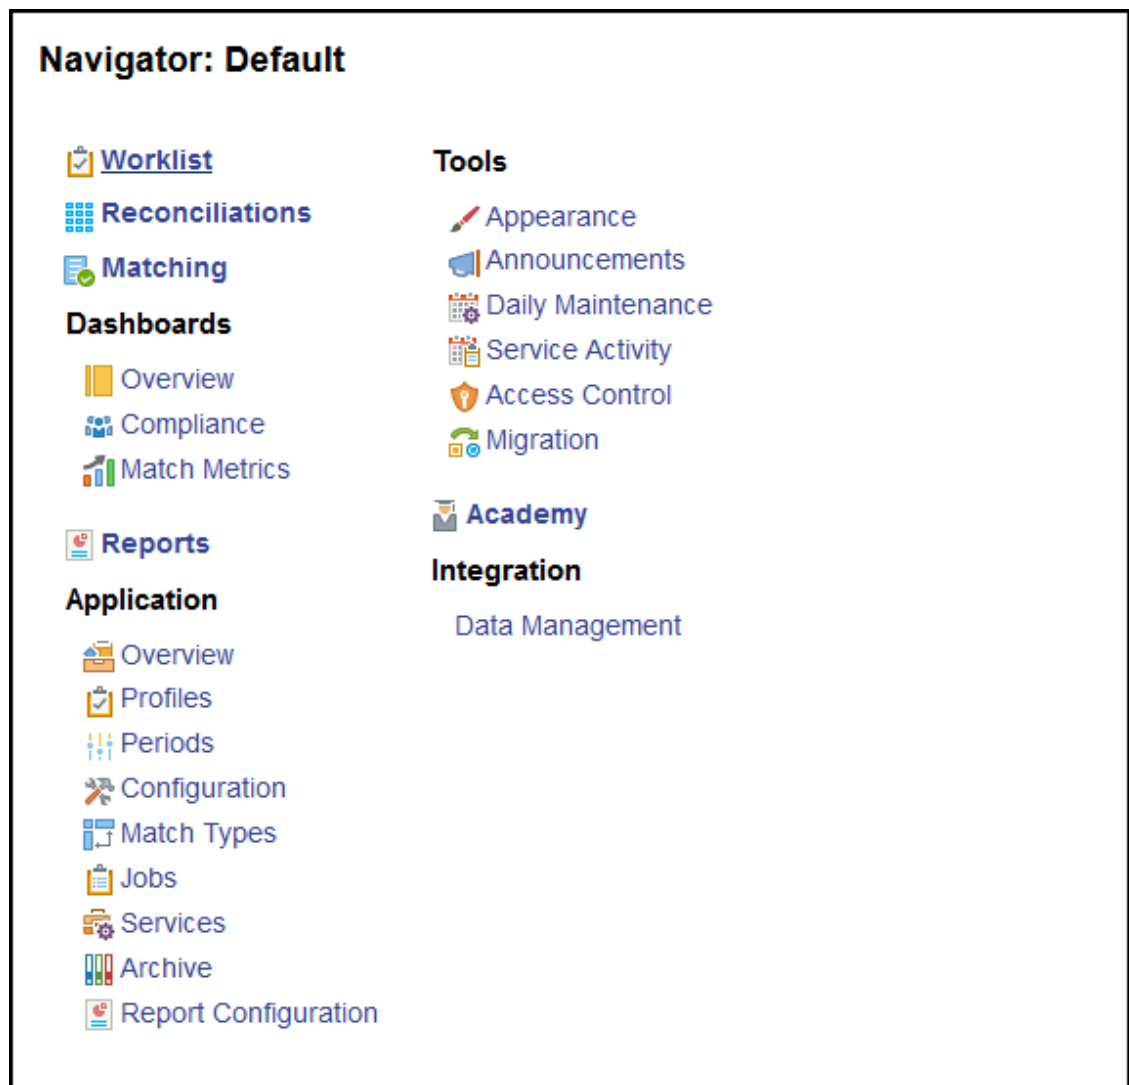 Navigator: Default
Worklist
Reconciliations
Matching
Dashboards
Overview
Compliance
Match Metrics
Reports
Application
Overview
Profiles
Periods
Configuration
Match Types
Jobs
Services
Archive
Report Configuration
Tools
Appearance
Announcements
Daily Maintenance
Service Activity
Access Control
Migration
Academy
Integration
Data Management